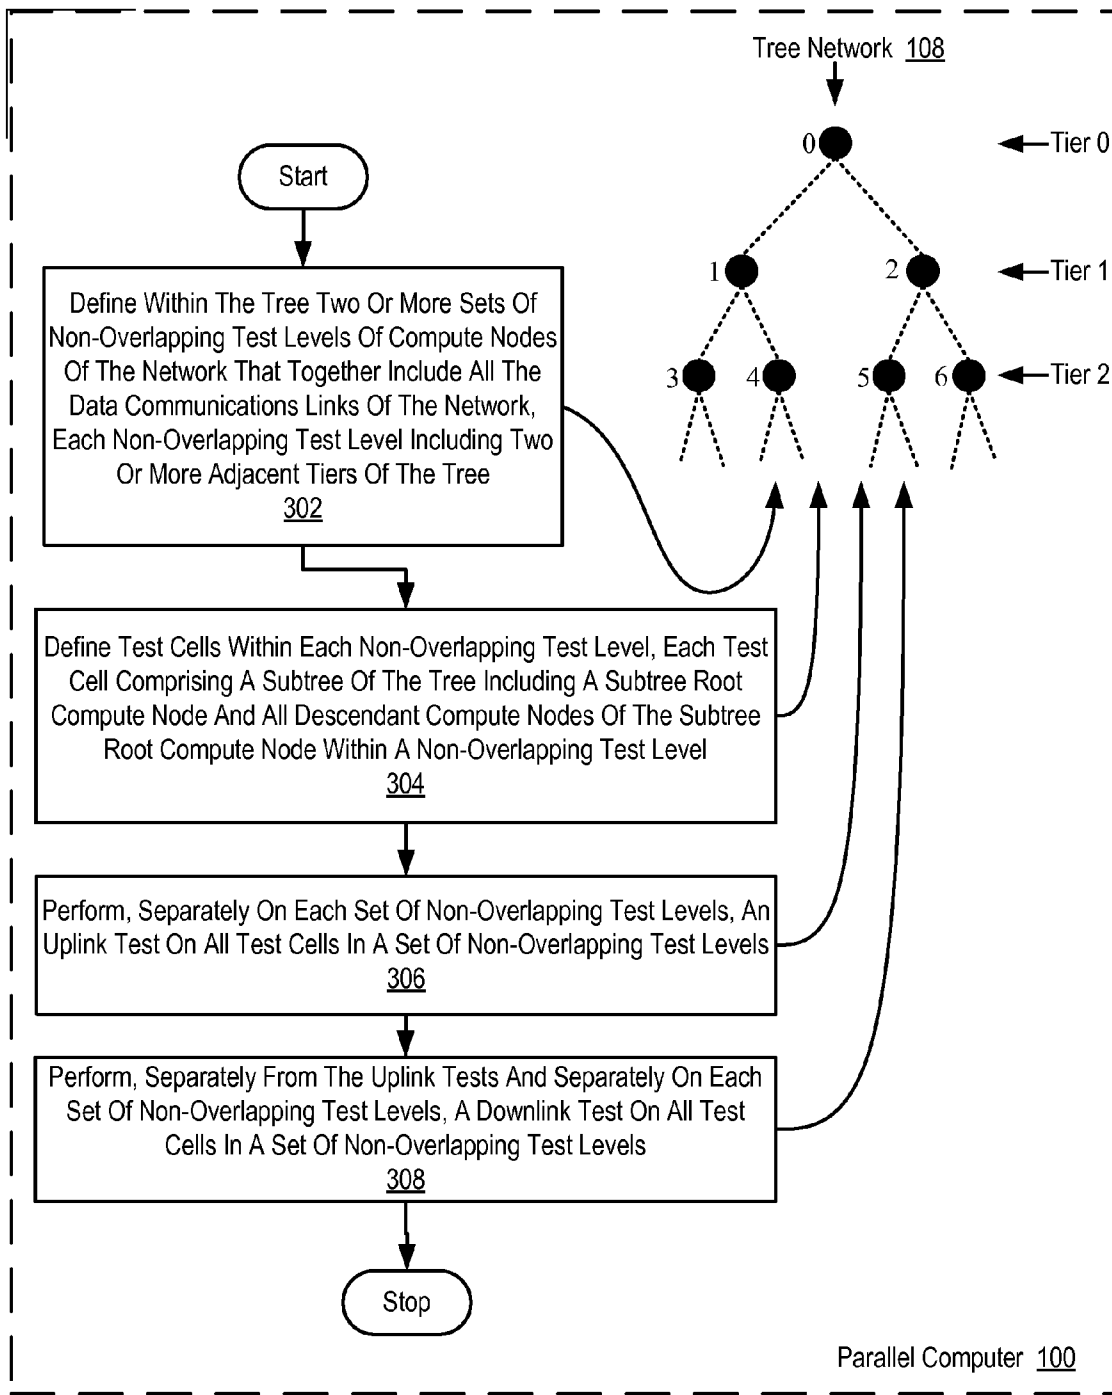 Tree Network 108
0
Tier 0
Start
1
2
Tier 1
Define Within The Tree Two Or More Sets Of
Non-Overlapping Test Levels Of Compute Nodes
Of The Network That Together Include All The
Data Communications Links Of The Network,
Each Non-Overlapping Test Level Including Two
Or More Adjacent Tiers Of The Tree
302
3
4
5
6
Tier 2
Define Test Cells Within Each Non-Overlapping Test Level, Each Test
Cell Comprising A Subtree Of The Tree Including A Subtree Root
Compute Node And All Descendant Compute Nodes Of The Subtree
Root Compute Node Within A Non-Overlapping Test Level
304
Perform, Separately On Each Set Of Non-Overlapping Test Levels, An
Uplink Test On All Test Cells In A Set Of Non-Overlapping Test Levels
306
Perform, Separately From The Uplink Tests And Separately On Each
Set Of Non-Overlapping Test Levels, A Downlink Test On All Test
Cells In A Set Of Non-Overlapping Test Levels
308
Stop
Parallel Computer 100